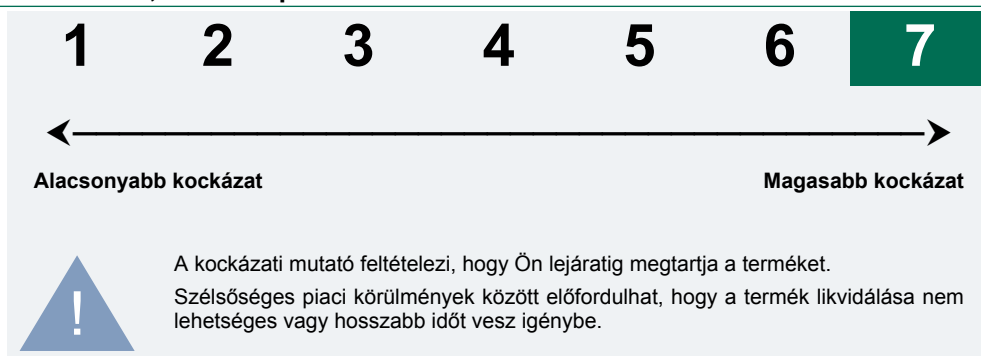 1 2 3 4 5 6 7
Alacsonyabb kockázat Magasabb kockázat
A kockázati mutató feltételezi, hogy Ön lejáratig megtartja a terméket.
Szélsőséges piaci körülmények között előfordulhat, hogy a termék likvidálása nem
lehetséges vagy hosszabb időt vesz igénybe.
!